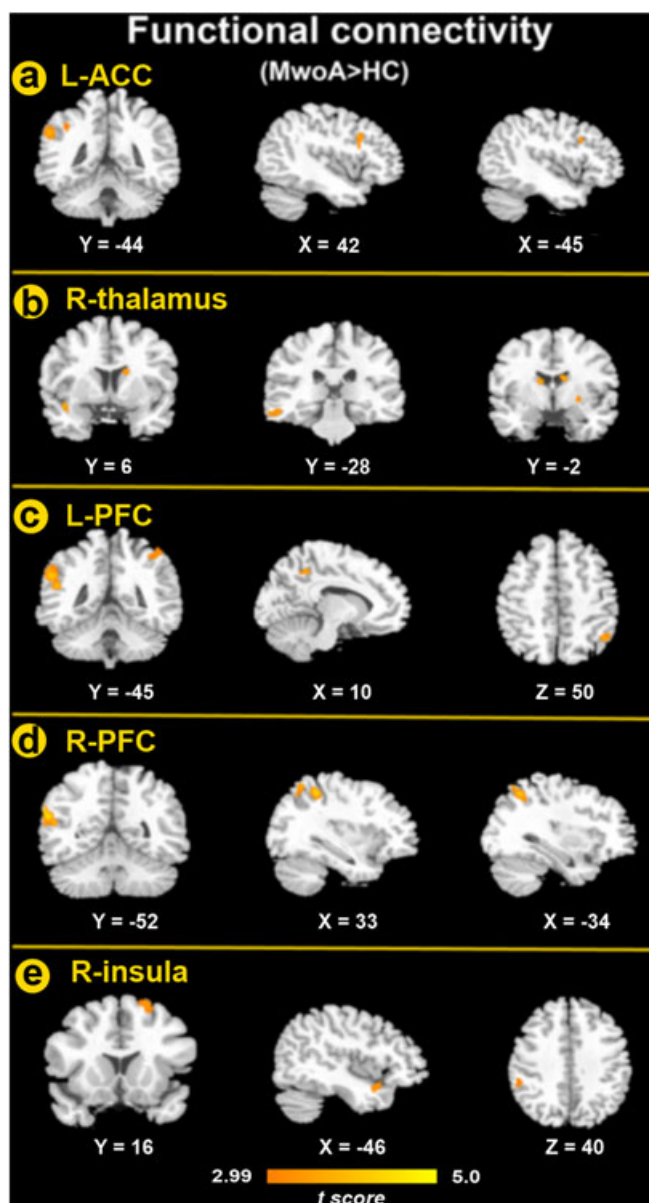 Functional connectivity
(MwoA>HC)
a L-ACC
Y = -44 X = 42 X = -45
b R-thalamus
Y = 6 Y = -28 Y = -2
c L-PFC
Y = -45 X = 10 Z = 50
d R-PFC
Y = -52 X = 33 X = -34
e R-insula
Y = 16 X = -46 Z = 40
2.99 5.0
t score